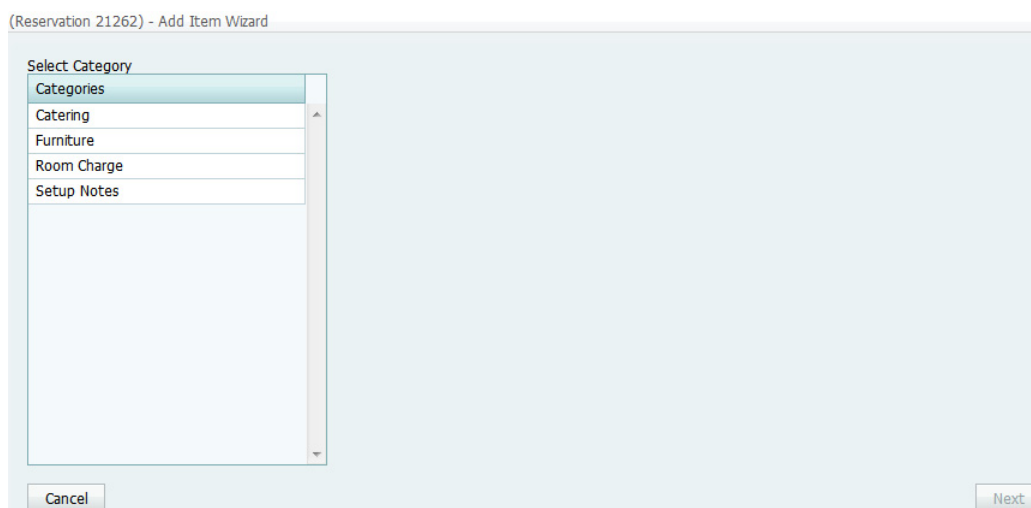 (Reservation 21262) - Add Item Wizard
Select Category
Categories
Catering
Furniture
Room Charge
Setup Notes
Cancel
Next